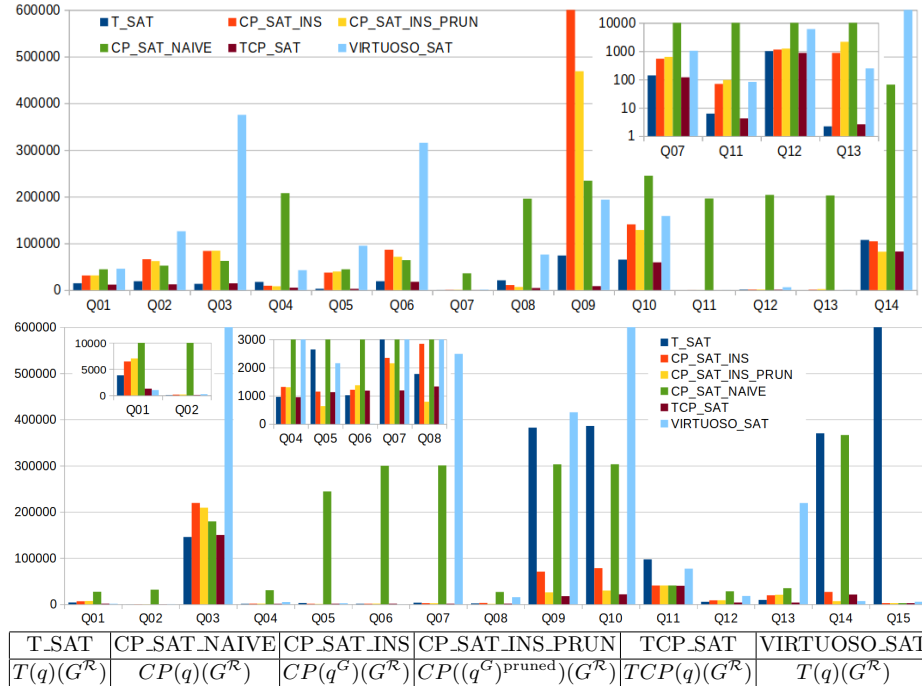 T_SAT CP_SAT_INS CP_SAT_INS_PRUN
CP_SAT_NAIVE TCP_SAT VIRTUOSO_SAT
600000
500000
400000
300000
200000
100000
0
10000
1000
100
10
1
Q07 Q11 Q12 Q13
Q01 Q02 Q03 Q04 Q05 Q06 Q07 Q08 Q09 Q10 Q11 Q12 Q13 Q14
600000
500000
400000
300000
200000
100000
0
10000
5000
0
Q01 Q02
3000
2000
1000
0
Q04 Q05 Q06 Q07 Q08
T_SAT
CP_SAT_INS
CP_SAT_INS_PRUN
CP_SAT_NAIVE
TCP_SAT
VIRTUOSO_SAT
Q01 Q02 Q03 Q04 Q05 Q06 Q07 Q08 Q09 Q10 Q11 Q12 Q13 Q14 Q15
T_SAT CP_SAT_NAIVE CP_SAT_INS CP_SAT_INS_PRUN TCP_SAT VIRTUOSO_SAT
T(q)(G^ℛ) CP(q)(G^ℛ) CP(q^G)(G^ℛ) CP((q^G)^pruned)(G^ℛ) TCP(q)(G^ℛ) T(q)(G^ℛ)